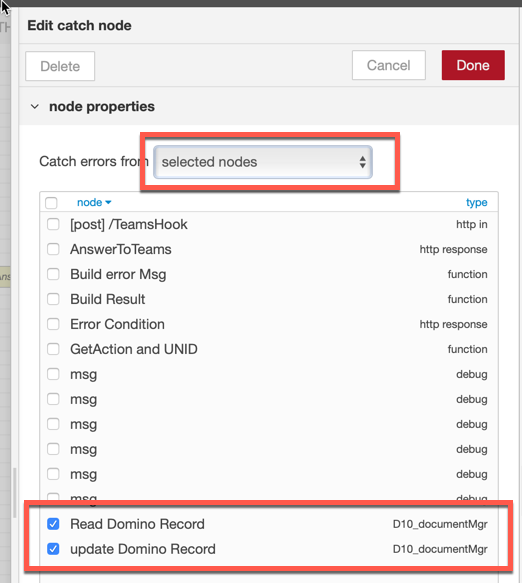 Edit catch node
Delete
Cancel
Done
node properties
Catch errors from
selected nodes
node
type
[post] /TeamsHook
http in
AnswerToTeams
http response
Build error Msg
function
Build Result
function
Error Condition
http response
GetAction and UNID
function
msg
debug
msg
debug
msg
debug
msg
debug
msg
debug
msg
debug
Read Domino Record
D10_documentMgr
update Domino Record
D10_documentMgr